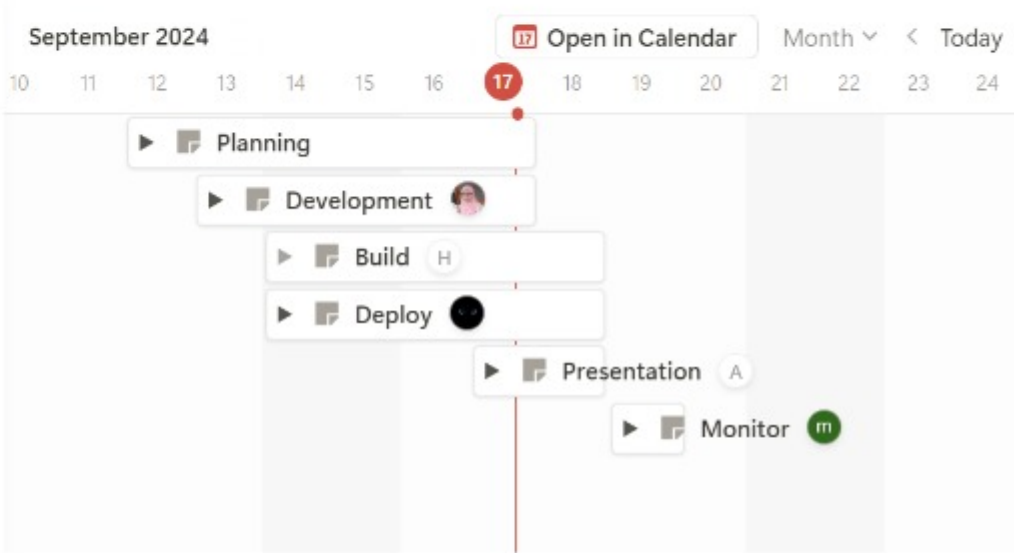 September 2024 17 Open in Calendar Month < Today
10 11 12 13 14 15 16 17 18 19 20 21 22 23 24
Planning
Development
Build H
Deploy
Presentation A
Monitor m